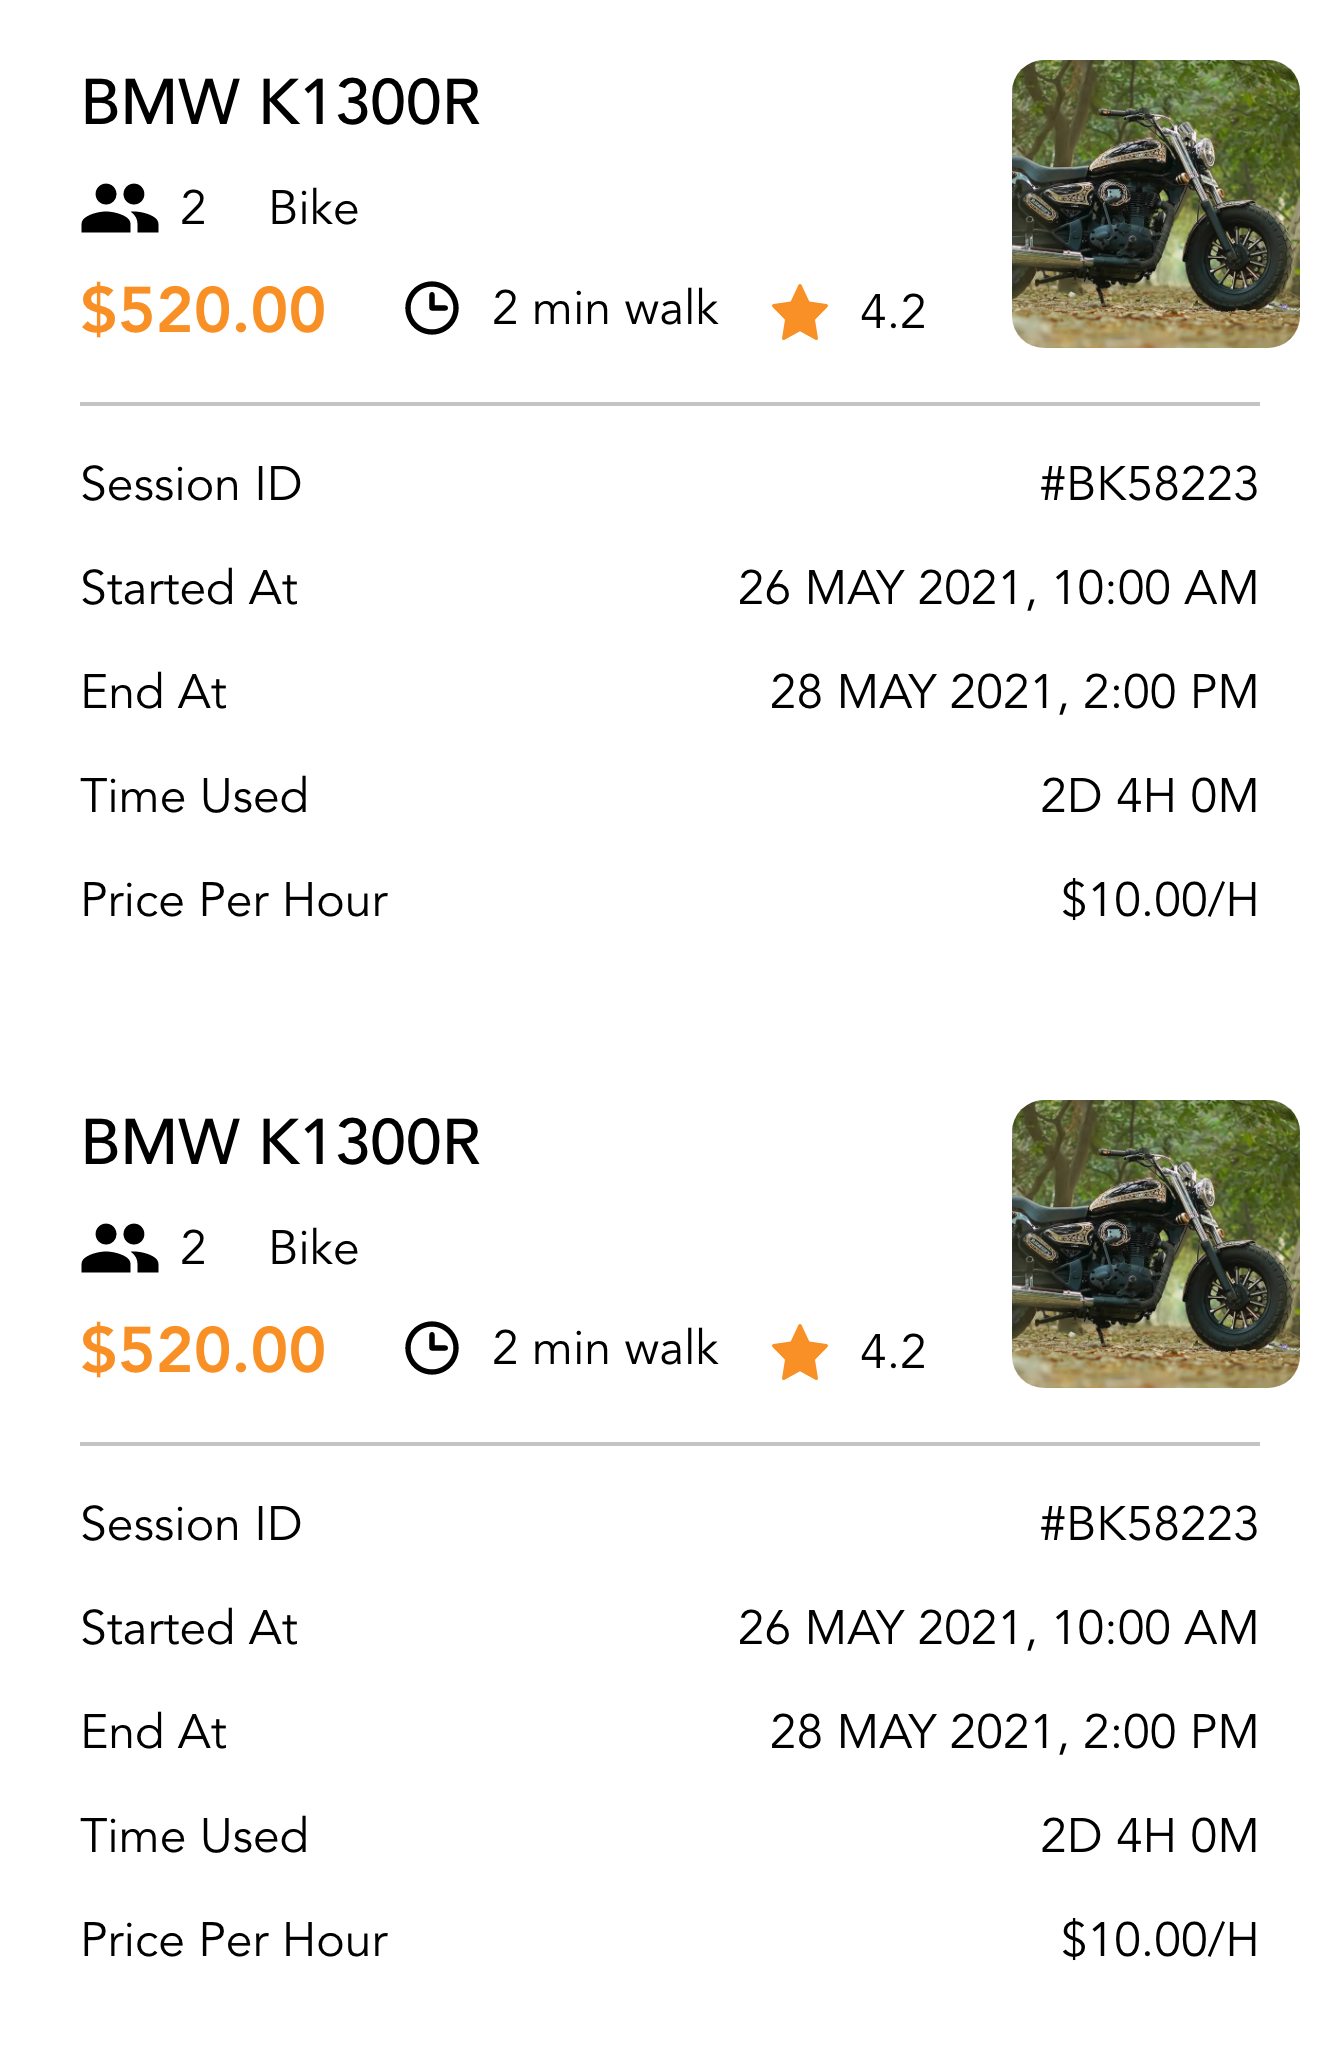 BMW K1300R
2 Bike
$520.00 2 min walk 4.2
Session ID #BK58223
Started At 26 MAY 2021, 10:00 AM
End At 28 MAY 2021, 2:00 PM
Time Used 2D 4H 0M
Price Per Hour $10.00/H
BMW K1300R
2 Bike
$520.00 2 min walk 4.2
Session ID #BK58223
Started At 26 MAY 2021, 10:00 AM
End At 28 MAY 2021, 2:00 PM
Time Used 2D 4H 0M
Price Per Hour $10.00/H